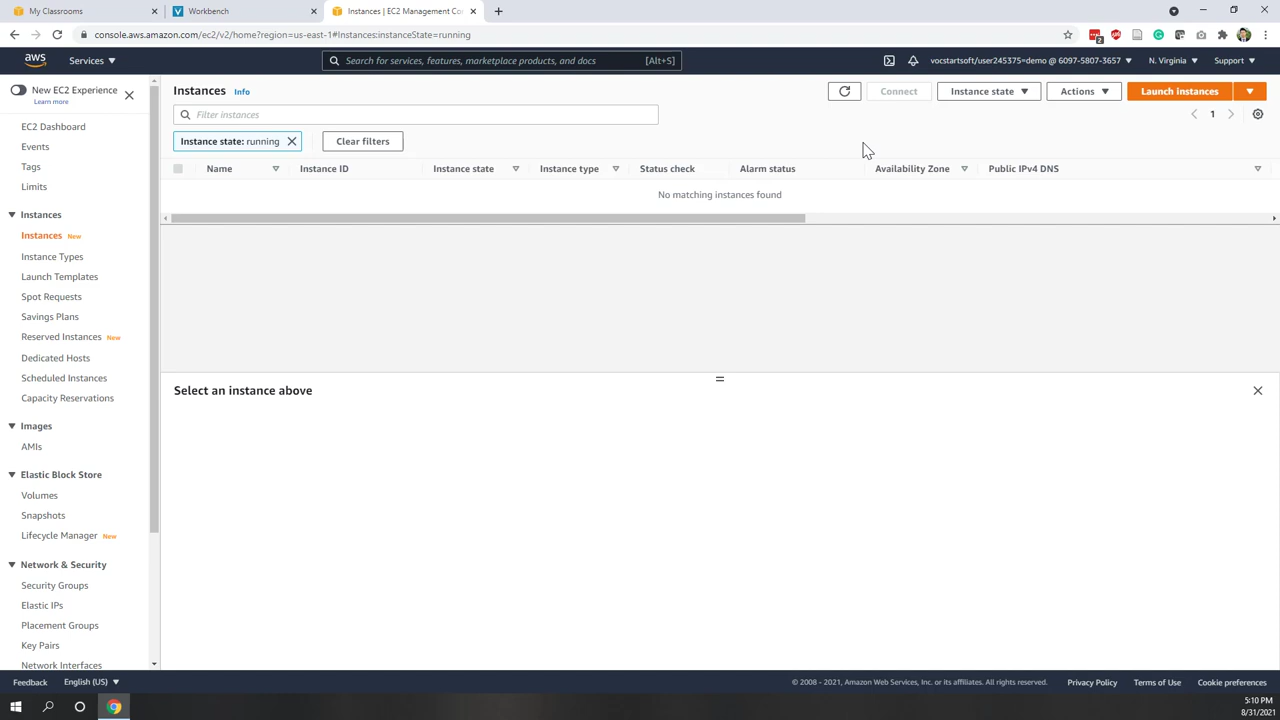 My Classrooms
Workbench
Instances | EC2 Management Co
console.aws.amazon.com/ec2/v2/home?region=us-east-1#Instances:instanceState=running
2
aws
Services
Search for services, features, marketplace products, and docs [Alt+S]
vocstartsoft/user245375=demo @ 6097-5807-3657
N. Virginia
Support
New EC2 Experience
Learn more
EC2 Dashboard
Events
Tags
Limits
Instances
Instances New
Instance Types
Launch Templates
Spot Requests
Savings Plans
Reserved Instances New
Dedicated Hosts
Scheduled Instances
Capacity Reservations
Images
AMIs
Elastic Block Store
Volumes
Snapshots
Lifecycle Manager New
Network & Security
Security Groups
Elastic IPs
Placement Groups
Key Pairs
Network Interfaces
Instances Info
Connect
Instance state
Actions
Launch instances
Filter instances
1
Instance state: running
Clear filters
Name Instance ID Instance state Instance type Status check Alarm status Availability Zone Public IPv4 DNS
No matching instances found
Select an instance above
Feedback English (US)
© 2008 - 2021, Amazon Web Services, Inc. or its affiliates. All rights reserved. Privacy Policy Terms of Use Cookie preferences
5:10 PM
8/31/2021